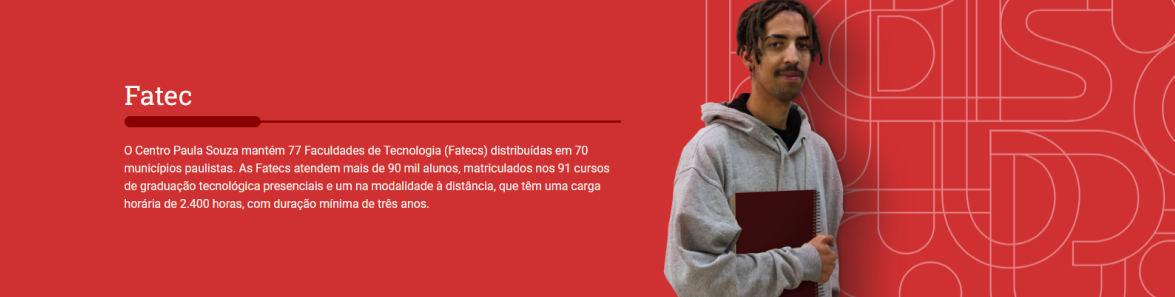 Fatec
O Centro Paula Souza mantém 77 Faculdades de Tecnologia (Fatecs) distribuídas em 70
municípios paulistas. As Fatecs atendem mais de 90 mil alunos, matriculados nos 91 cursos
de graduação tecnológica presenciais e um na modalidade à distância, que têm uma carga
horária de 2.400 horas, com duração mínima de três anos.